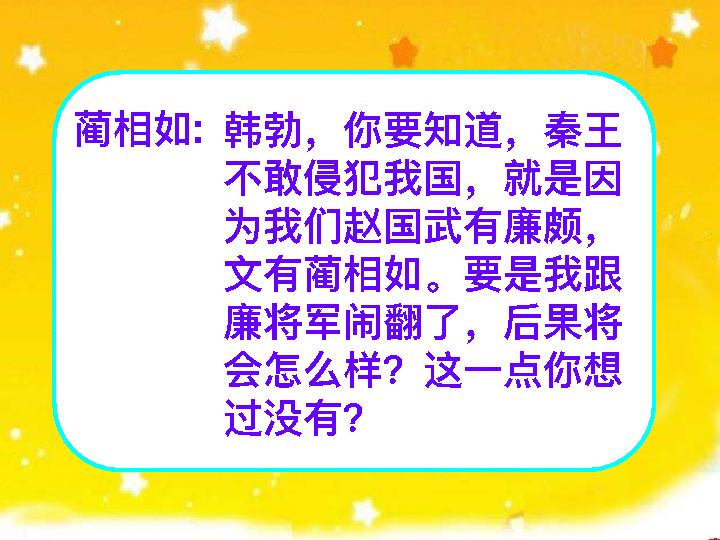 蔺相如：韩勃，你要知道，秦王
不敢侵犯我国，就是因
为我们赵国武有廉颇，
文有蔺相如。要是我跟
廉将军闹翻了，后果将
会怎么样？这一点你想
过没有？